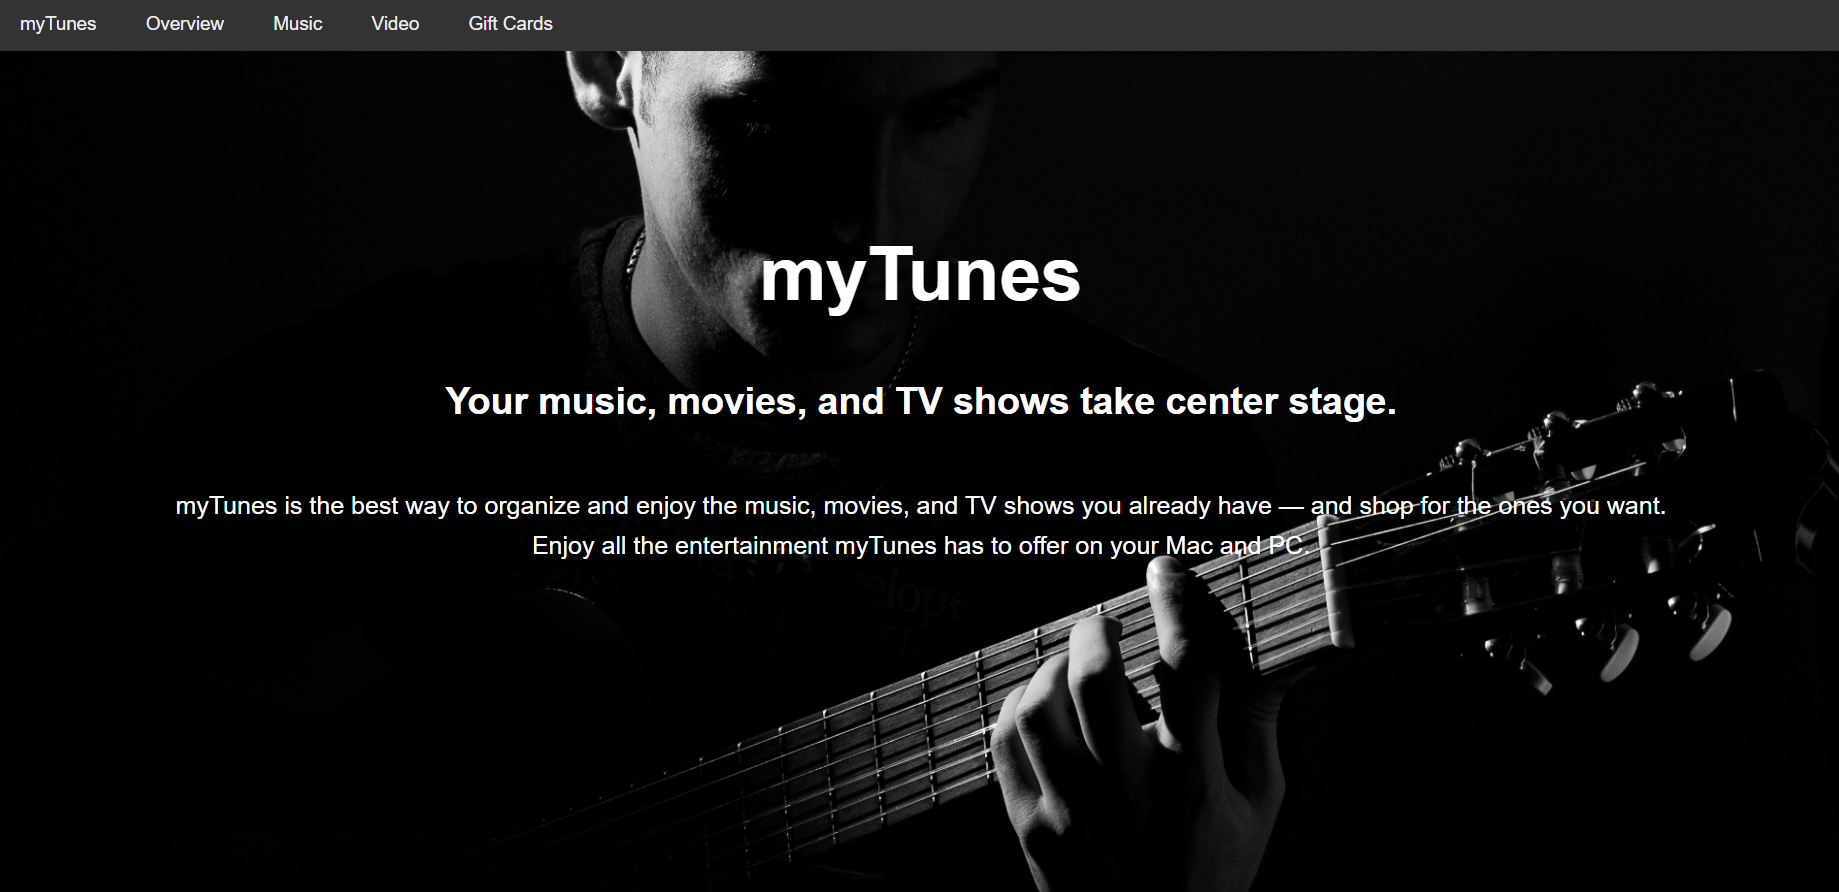 myTunes Overview Music Video Gift Cards
myTunes
Your music, movies, and TV shows take center stage.
myTunes is the best way to organize and enjoy the music, movies, and TV shows you already have — and shop for the ones you want.
Enjoy all the entertainment myTunes has to offer on your Mac and PC.